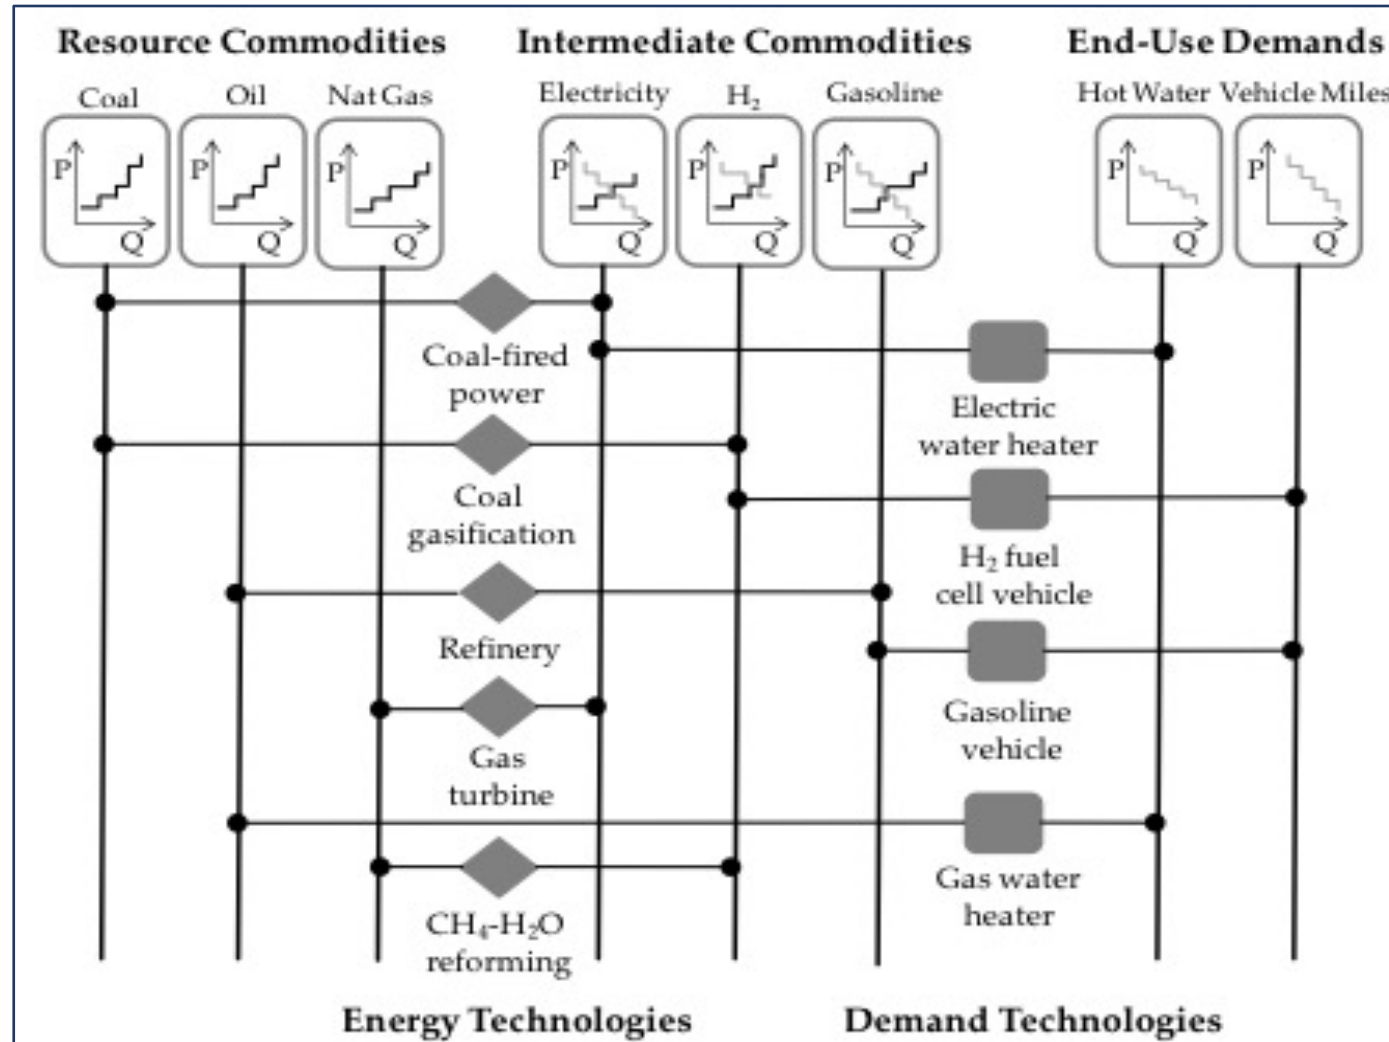 Resource Commodities
Intermediate Commodities
End-Use Demands
Coal
Oil
Nat Gas
Electricity
H₂
Gasoline
Hot Water
Vehicle Miles
P
Q
P
Q
P
Q
P
Q
P
Q
P
Q
P
Q
P
Q
Coal-fired
power
Electric
water heater
Coal
gasification
H₂ fuel
cell vehicle
Refinery
Gasoline
vehicle
Gas
turbine
Gas water
heater
CH₄-H₂O
reforming
Energy Technologies
Demand Technologies